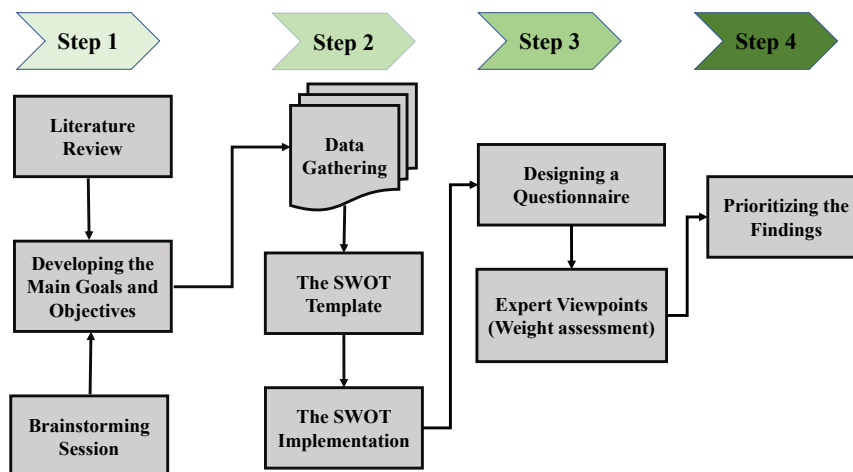 Step 1
Step 2
Step 3
Step 4
Literature
Review
Developing the
Main Goals and
Objectives
Brainstorming
Session
Data
Gathering
The SWOT
Template
The SWOT
Implementation
Designing a
Questionnaire
Expert Viewpoints
(Weight assessment)
Prioritizing the
Findings